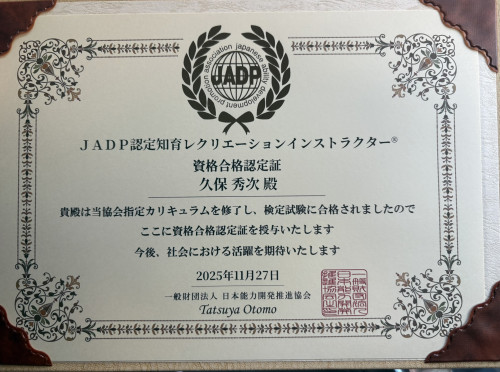 japanese ability development promotion association
JADP
JADP認定知育レクリエーションインストラクター®
資格合格認定証
久保 秀次 殿
貴殿は当協会指定カリキュラムを修了し、検定試験に合格されましたので
ここに資格合格認定証を授与いたします
今後、社会における活躍を期待いたします
2025年11月27日
一般財団法人 日本能力開発推進協会
Tatsuya Otomo